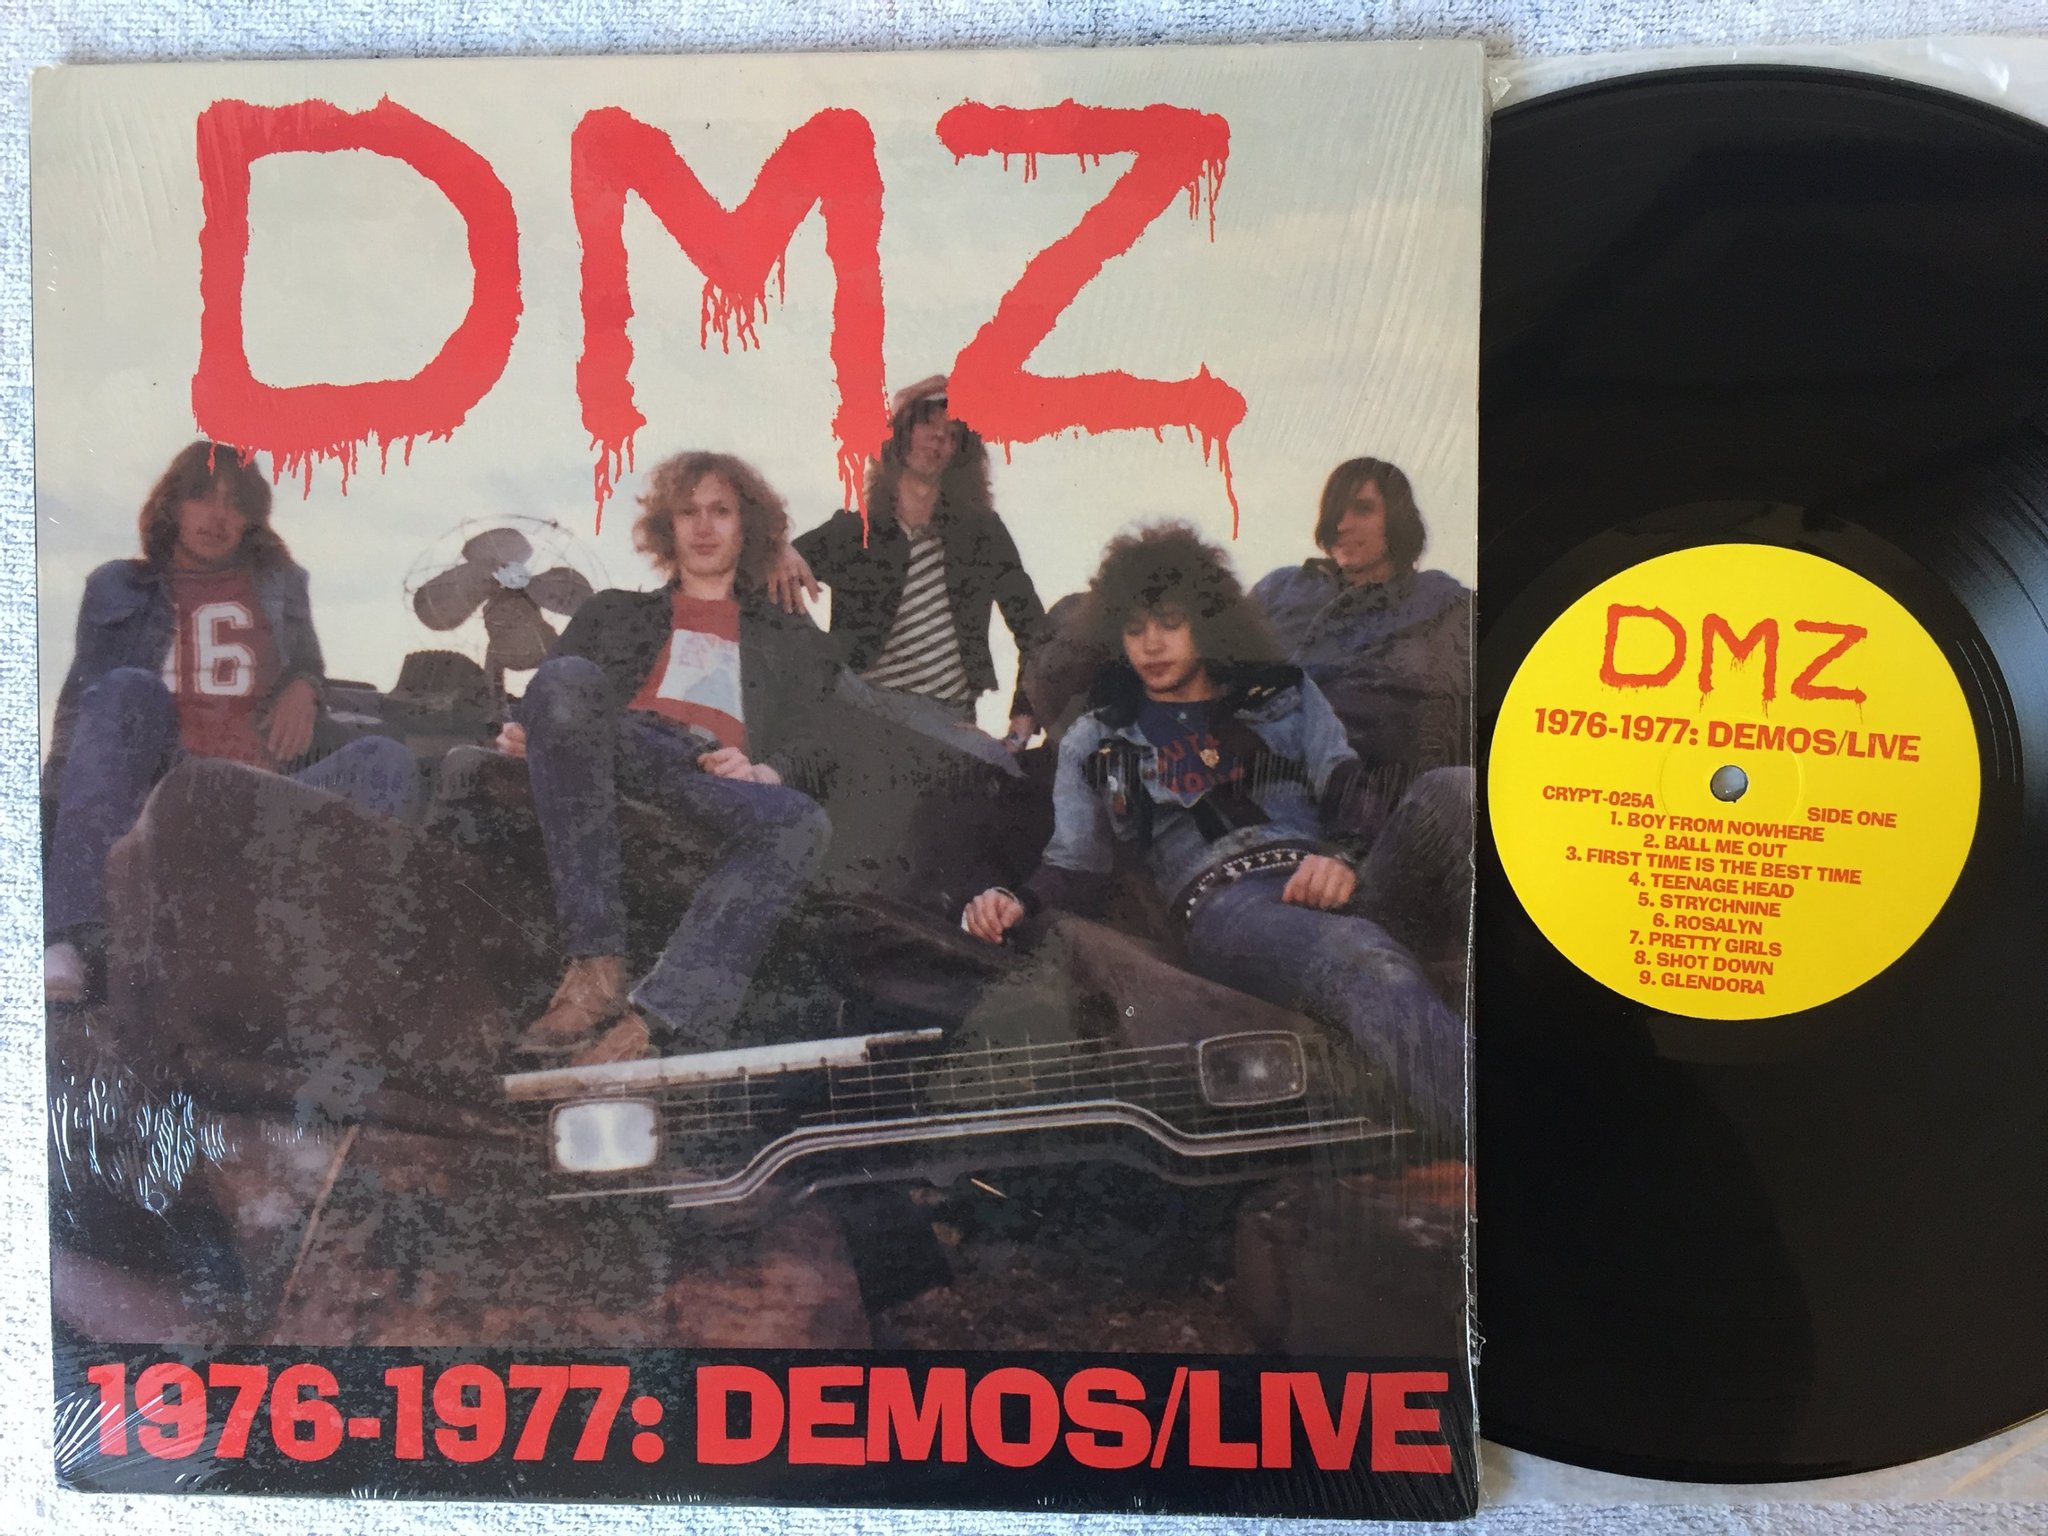 DMZ
16
1976-1977: DEMOS/LIVE
DMZ
1976-1977: DEMOS/LIVE
CRYPT-025A
SIDE ONE
1. BOY FROM NOWHERE
2. BALL ME OUT
3. FIRST TIME IS THE BEST TIME
4. TEENAGE HEAD
5. STRYCHNINE
6. ROSALYN
7. PRETTY GIRLS
8. SHOT DOWN
9. GLENDORA